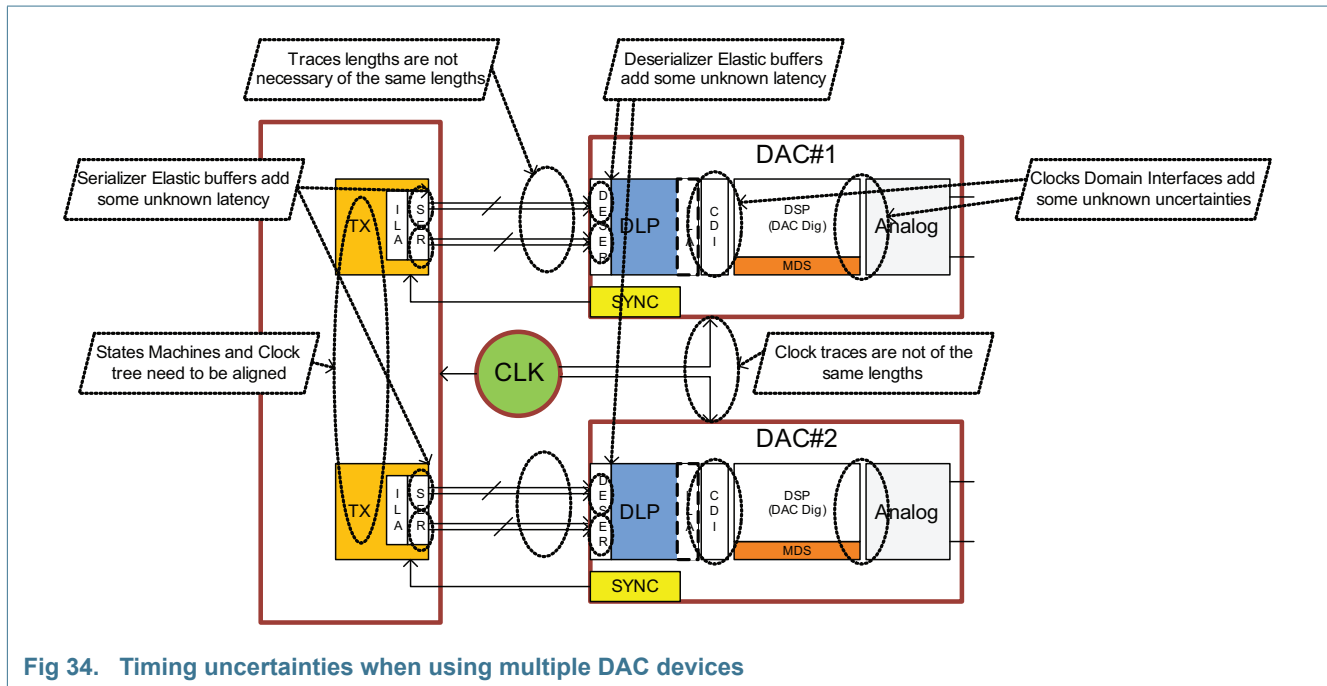 Traces lengths are not
necessary of the same lengths
Deserializer Elastic buffers
add some unknown latency
Serializer Elastic buffers add
some unknown latency
Clocks Domain Interfaces add
some unknown uncertainties
States Machines and Clock
tree need to be aligned
Clock traces are not of the
same lengths
DAC#1
TX
I
L
A
S
E
R
D
E
S
E
R
DLP
C
D
I
DSP
(DAC Dig)
MDS
Analog
SYNC
CLK
DAC#2
TX
I
L
A
S
E
R
D
E
S
E
R
DLP
C
D
I
DSP
(DAC Dig)
MDS
Analog
SYNC
Fig 34. Timing uncertainties when using multiple DAC devices